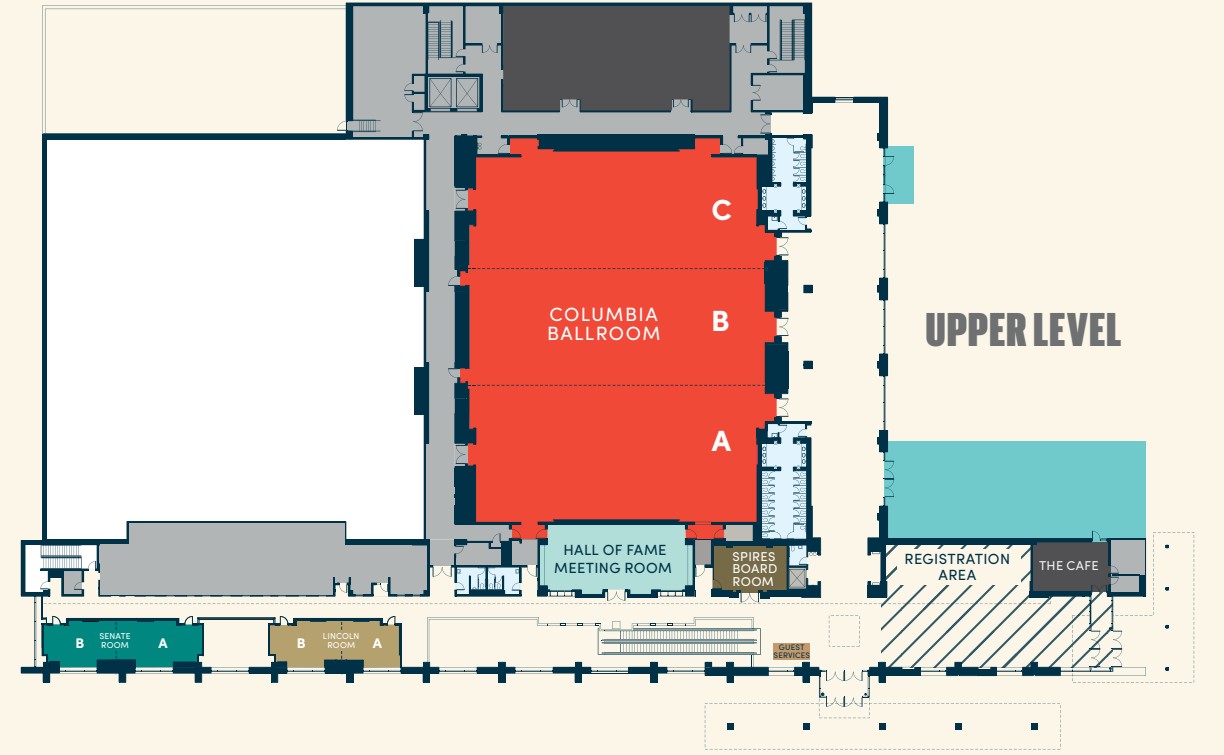 C
COLUMBIA
BALLROOM
B
UPPER LEVEL
A
HALL OF FAME
MEETING ROOM
SPIRES
BOARD
ROOM
REGISTRATION
AREA
THE CAFE
B
SENATE
ROOM
A
B
LINCOLN
ROOM
A
GUEST
SERVICES